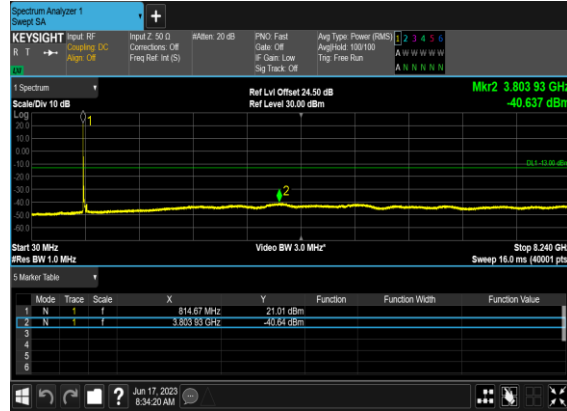 Spectrum Analyzer 1
Swept SA
+
KEYSIGHT Input: RF Input Z: 50 Ω #Atten: 20 dB PNO: Fast Avg Type: Power (RMS) 1 2 3 4 5 6
R T Coupling: DC Corrections: Off Gate: Off Avg|Hold: 100/100 A W W W W W
Align: Off Freq Ref: Int (S) IF Gain: Low Trig: Free Run
Sig Track: Off A N N N N N
1 Spectrum Ref Lvl Offset 24.50 dB Mkr2 3.803 93 GHz
Scale/Div 10 dB Ref Level 30.00 dBm -40.637 dBm
Log
20.0
10.0
0.00
-10.0
-20.0
-30.0
-40.0
-50.0
-60.0
1
DL1 -13.00 dBm
2
Start 30 MHz Video BW 3.0 MHz* Stop 8.240 GHz
#Res BW 1.0 MHz Sweep 16.0 ms (40001 pts)
5 Marker Table
Mode Trace Scale X Y Function Function Width Function Value
1 N 1 f 814.67 MHz 21.01 dBm
2 N 1 f 3.803 93 GHz -40.64 dBm
3
4
5
6
? Jun 17, 2023
8:34:20 AM